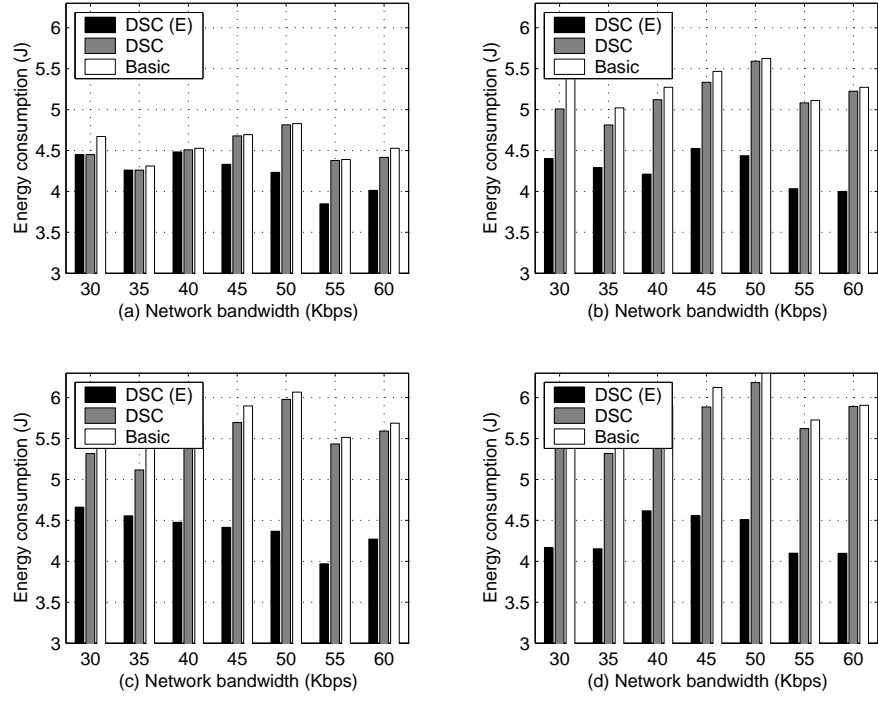 6
5.5
5
4.5
4
3.5
3
Energy consumption (J)
DSC (E)
DSC
Basic
30 35 40 45 50 55 60
(a) Network bandwidth (Kbps)
6
5.5
5
4.5
4
3.5
3
Energy consumption (J)
DSC (E)
DSC
Basic
30 35 40 45 50 55 60
(b) Network bandwidth (Kbps)
6
5.5
5
4.5
4
3.5
3
Energy consumption (J)
DSC (E)
DSC
Basic
30 35 40 45 50 55 60
(c) Network bandwidth (Kbps)
6
5.5
5
4.5
4
3.5
3
Energy consumption (J)
DSC (E)
DSC
Basic
30 35 40 45 50 55 60
(d) Network bandwidth (Kbps)